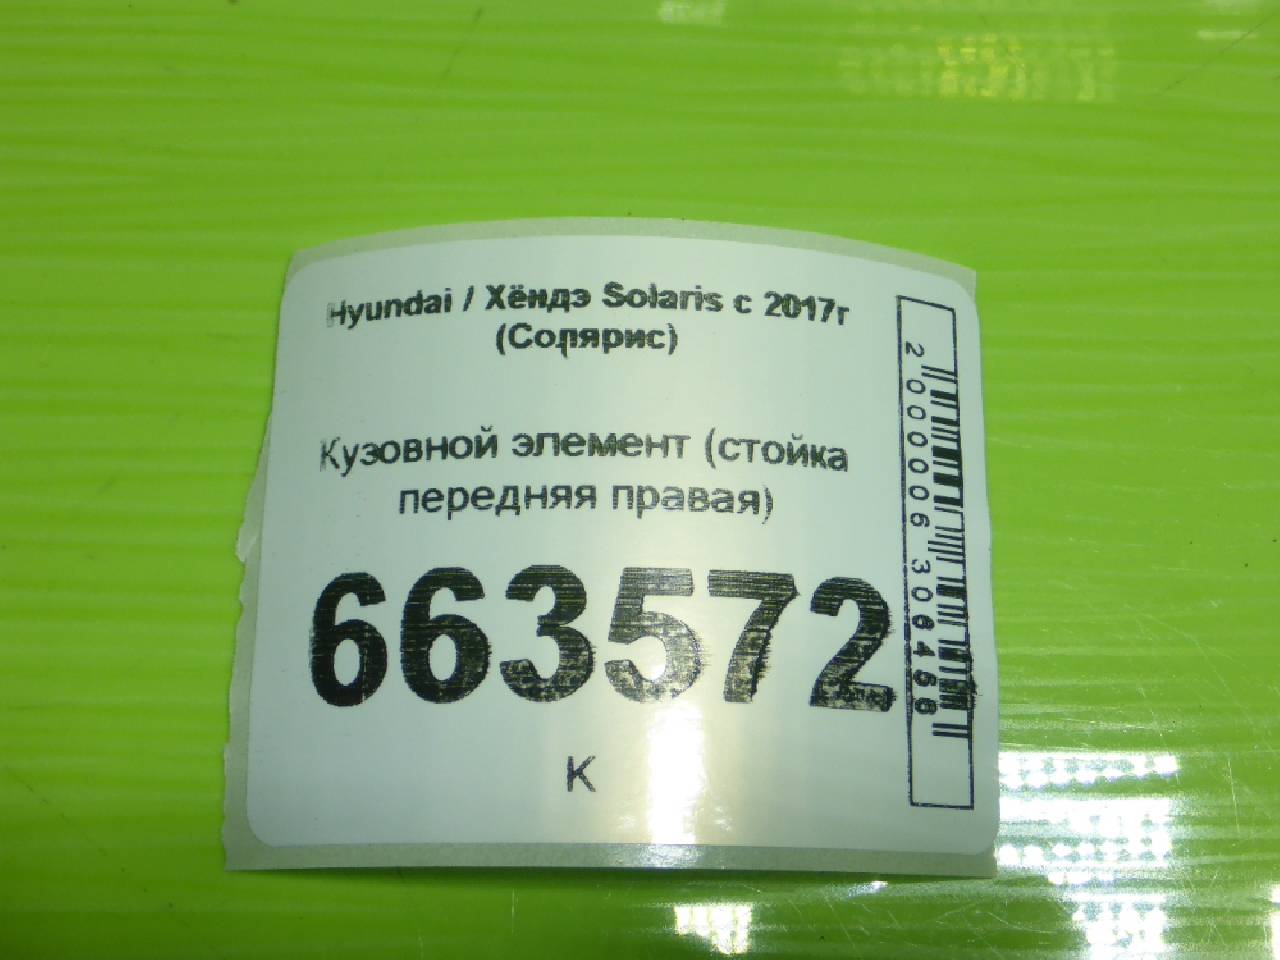 Hyundai / Хёндэ Solaris с 2017г
(Солярис)
Кузовной элемент (стойка
передняя правая)
663572
К